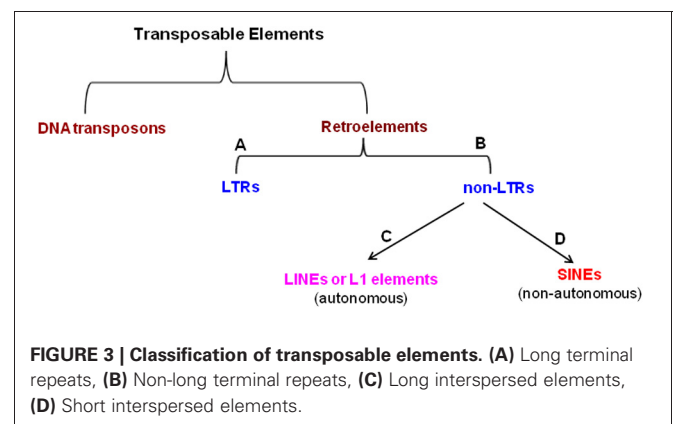 Transposable Elements
DNA transposons
Retroelements
A
B
LTRs
non-LTRs
C
D
LINEs or L1 elements
(autonomous)
SINEs
(non-autonomous)
FIGURE 3 | Classification of transposable elements. (A) Long terminal
repeats, (B) Non-long terminal repeats, (C) Long interspersed elements,
(D) Short interspersed elements.